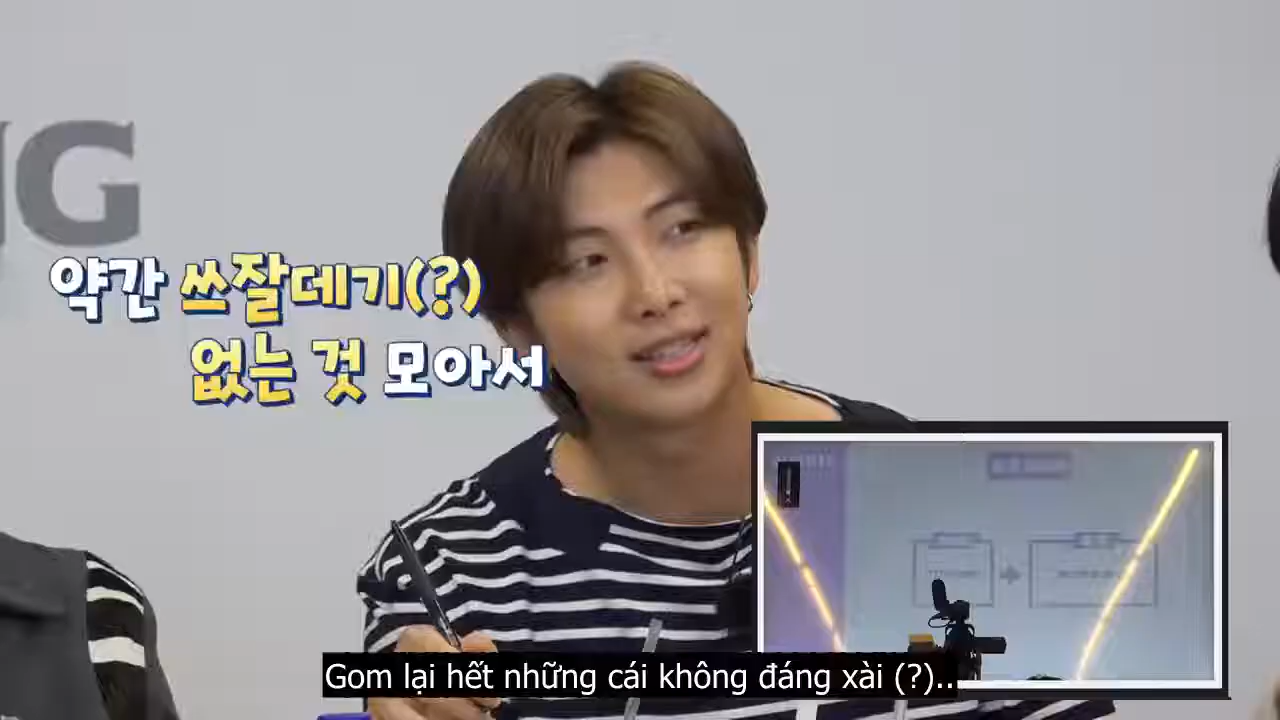 NG
약간 쓰잘데기(?)
없는 것 모아서
Gom lại hết những cái không đáng xài (?)..